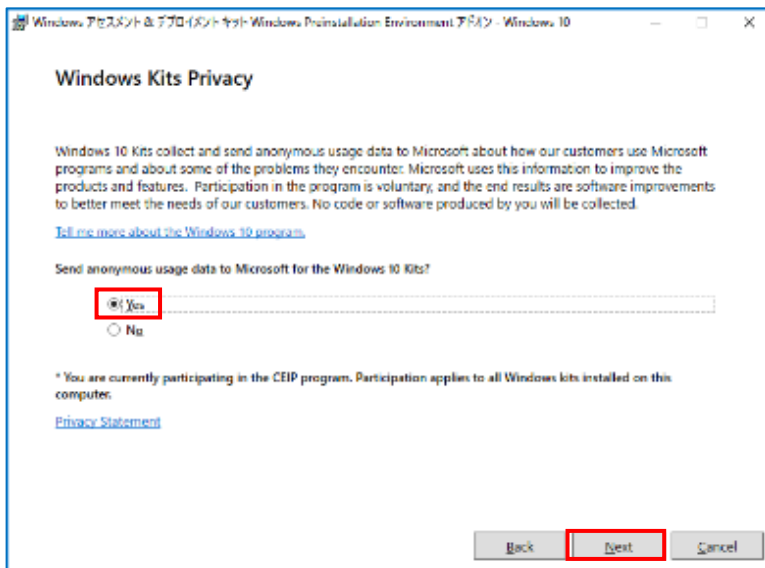 Windows アセスメント & デプロイメント キット Windows Preinstallation Environment アドオン - Windows 10
Windows Kits Privacy
Windows 10 Kits collect and send anonymous usage data to Microsoft about how our customers use Microsoft
programs and about some of the problems they encounter. Microsoft uses this information to improve the
products and features. Participation in the program is voluntary, and the end results are software improvements
to better meet the needs of our customers. No code or software produced by you will be collected.
Tell me more about the Windows 10 program.
Send anonymous usage data to Microsoft for the Windows 10 Kits?
Yes
No
* You are currently participating in the CEIP program. Participation applies to all Windows kits installed on this
computer.
Privacy Statement
Back Next Cancel